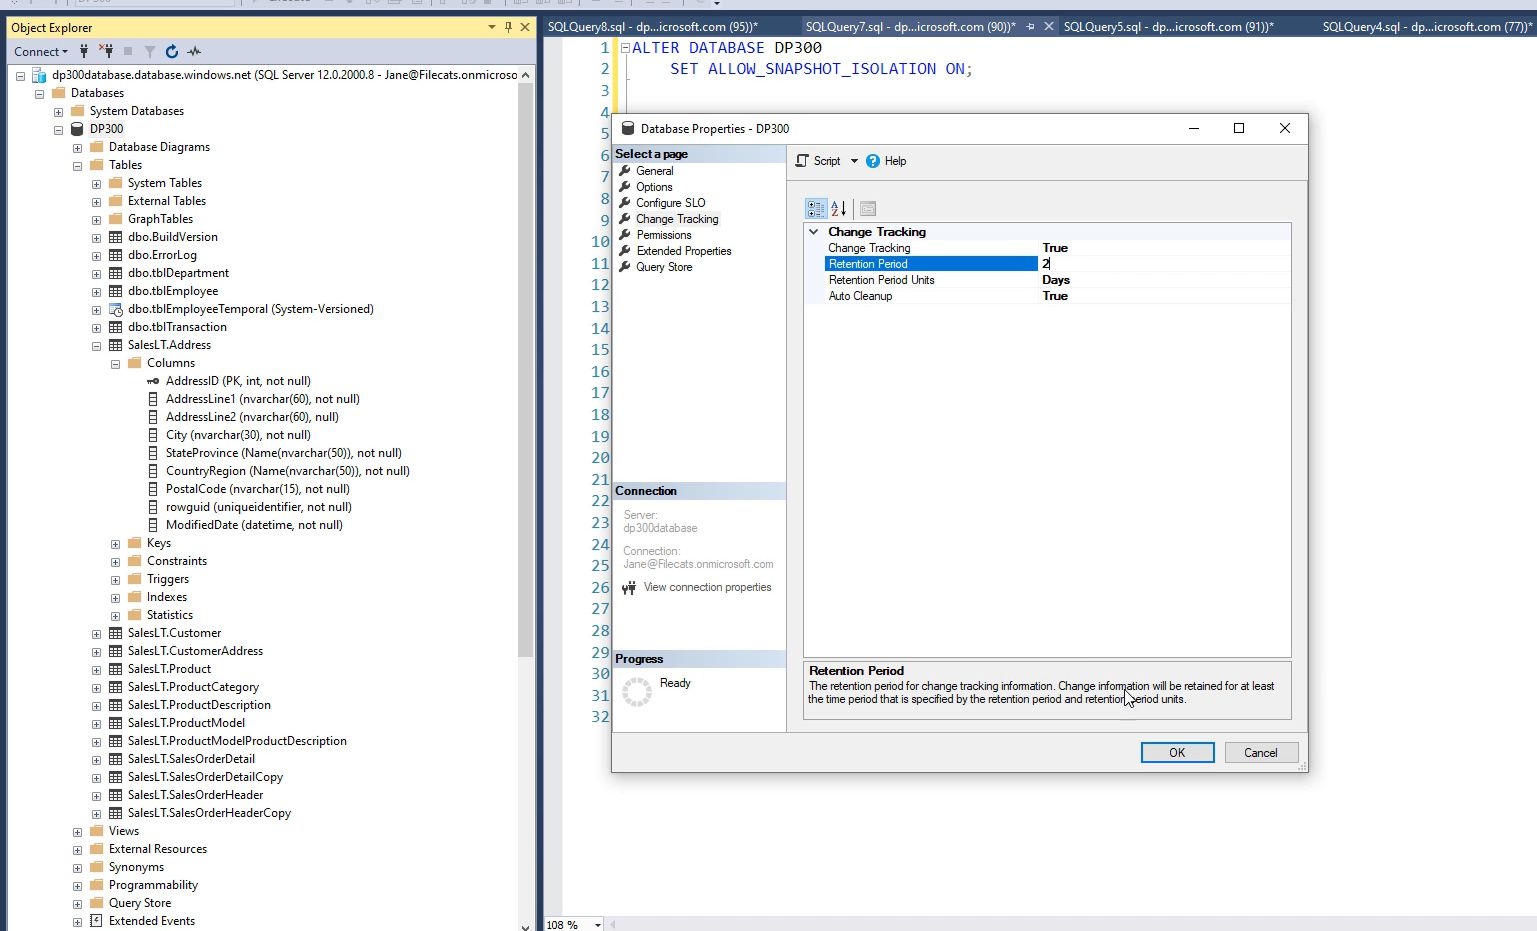 Object Explorer
Connect
dp300database.database.windows.net (SQL Server 12.0.2000.8 - Jane@Filecats.onmicroso
Databases
System Databases
DP300
Database Diagrams
Tables
System Tables
External Tables
GraphTables
dbo.BuildVersion
dbo.ErrorLog
dbo.tblDepartment
dbo.tblEmployee
dbo.tblEmployeeTemporal (System-Versioned)
dbo.tblTransaction
SalesLT.Address
Columns
AddressID (PK, int, not null)
AddressLine1 (nvarchar(60), not null)
AddressLine2 (nvarchar(60), null)
City (nvarchar(30), not null)
StateProvince (Name(nvarchar(50)), not null)
CountryRegion (Name(nvarchar(50)), not null)
PostalCode (nvarchar(15), not null)
rowguid (uniqueidentifier, not null)
ModifiedDate (datetime, not null)
Keys
Constraints
Triggers
Indexes
Statistics
SalesLT.Customer
SalesLT.CustomerAddress
SalesLT.Product
SalesLT.ProductCategory
SalesLT.ProductDescription
SalesLT.ProductModel
SalesLT.ProductModelProductDescription
SalesLT.SalesOrderDetail
SalesLT.SalesOrderDetailCopy
SalesLT.SalesOrderHeader
SalesLT.SalesOrderHeaderCopy
Views
External Resources
Synonyms
Programmability
Query Store
Extended Events
SQLQuery8.sql - dp...icrosoft.com (95))* SQLQuery7.sql - dp...icrosoft.com (90))* SQLQuery5.sql - dp...icrosoft.com (91))* SQLQuery4.sql - dp...icrosoft.com (77))*
1 ALTER DATABASE DP300
2 SET ALLOW_SNAPSHOT_ISOLATION ON;
3
4
5
6
7
8
9
10
11
12
13
14
15
16
17
18
19
20
21
22
23
24
25
26
27
28
29
30
31
32
108 %
Database Properties - DP300
Select a page
General
Options
Configure SLO
Change Tracking
Permissions
Extended Properties
Query Store
Connection
Server:
dp300database
Connection:
Jane@Filecats.onmicrosoft.com
View connection properties
Progress
Ready
Script Help
Change Tracking
Change Tracking True
Retention Period 2
Retention Period Units Days
Auto Cleanup True
Retention Period
The retention period for change tracking information. Change information will be retained for at least
the time period that is specified by the retention period and retention period units.
OK Cancel